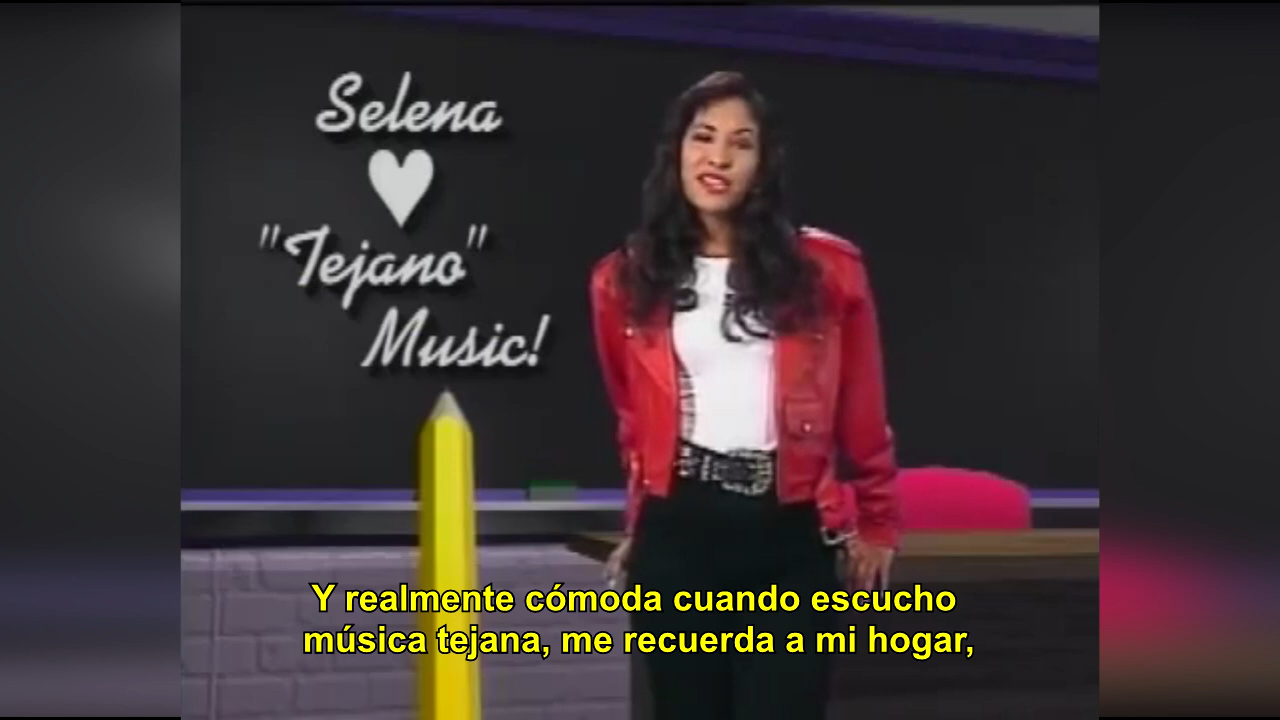 Selena
"Tejano"
Music!
Y realmente cómoda cuando escucho
música tejana, me recuerda a mi hogar,